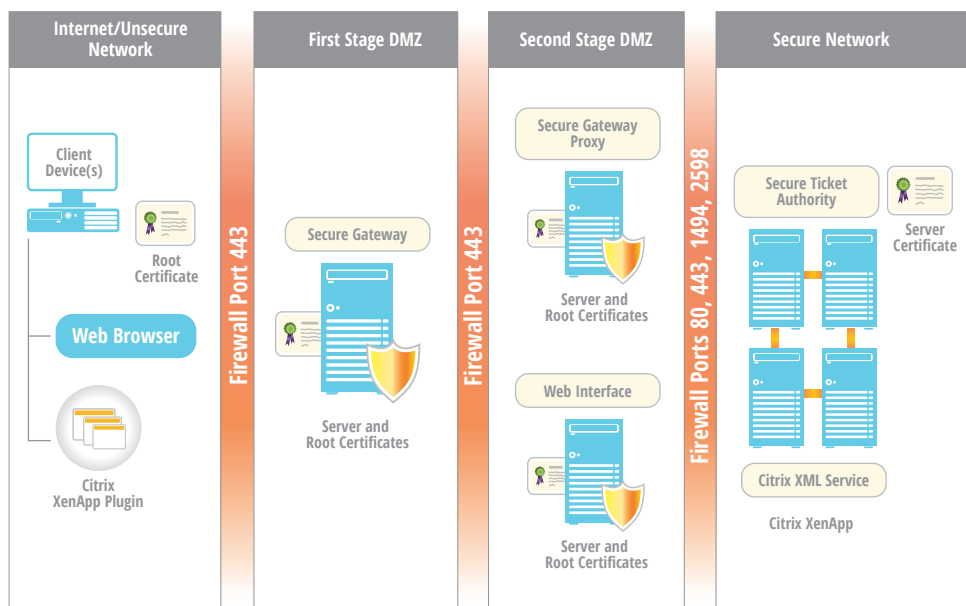 Internet/Unsecure
Network
First Stage DMZ
Second Stage DMZ
Secure Network
Client
Device(s)
Root
Certificate
Web Browser
Citrix
XenApp Plugin
Firewall Port 443
Secure Gateway
Server and
Root Certificates
Firewall Port 443
Secure Gateway
Proxy
Server and
Root Certificates
Web Interface
Server and
Root Certificates
Firewall Ports 80, 443, 1494, 2598
Secure Ticket
Authority
Server
Certificate
Citrix XML Service
Citrix XenApp